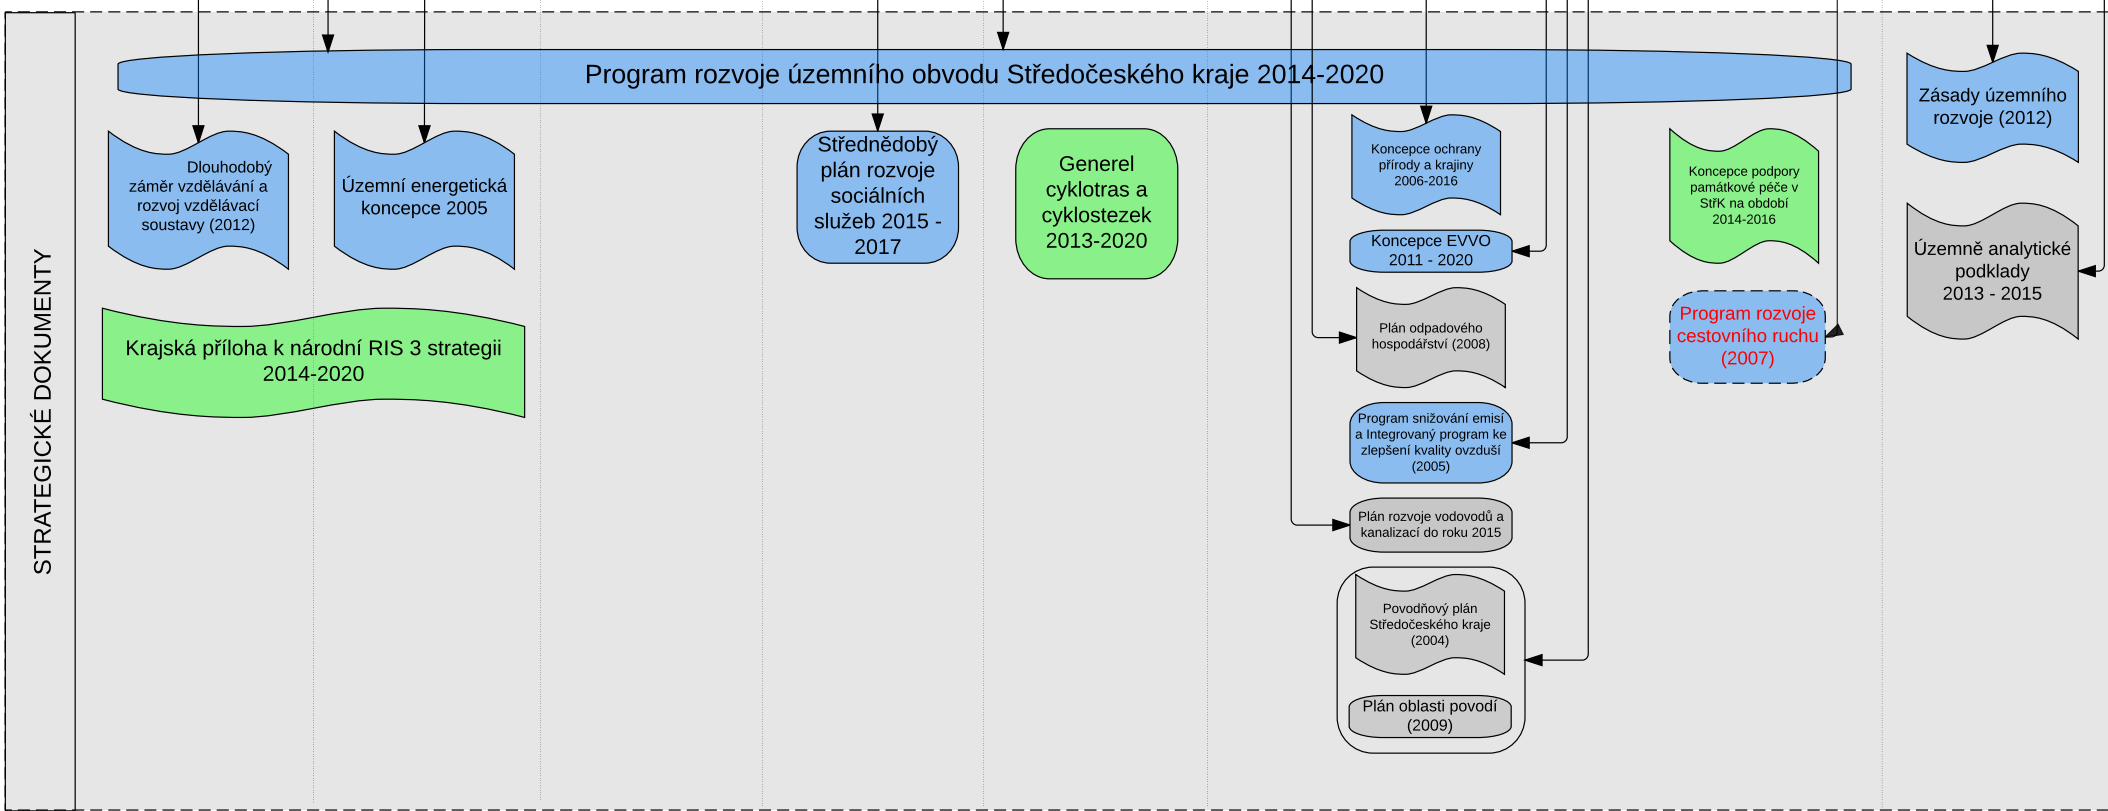 STRATEGICKÉ DOKUMENTY
Program rozvoje územního obvodu Středočeského kraje 2014-2020
Dlouhodobý
záměr vzdělávání a
rozvoj vzdělávací
soustavy (2012)
Územní energetická
koncepce 2005
Krajská příloha k národní RIS 3 strategii
2014-2020
Střednědobý
plán rozvoje
sociálních
služeb 2015 -
2017
Generel
cyklotras a
cyklostezek
2013-2020
Koncepce ochrany
přírody a krajiny
2006-2016
Koncepce EVVO
2011 - 2020
Plán odpadového
hospodářství (2008)
Program snižování emisí
a Integrovaný program ke
zlepšení kvality ovzduší
(2005)
Plán rozvoje vodovodů a
kanalizací do roku 2015
Povodňový plán
Středočeského kraje
(2004)
Plán oblasti povodí
(2009)
Koncepce podpory
památkové péče v
StřK na období
2014-2016
Program rozvoje
cestovního ruchu
(2007)
Zásady územního
rozvoje (2012)
Územně analytické
podklady
2013 - 2015